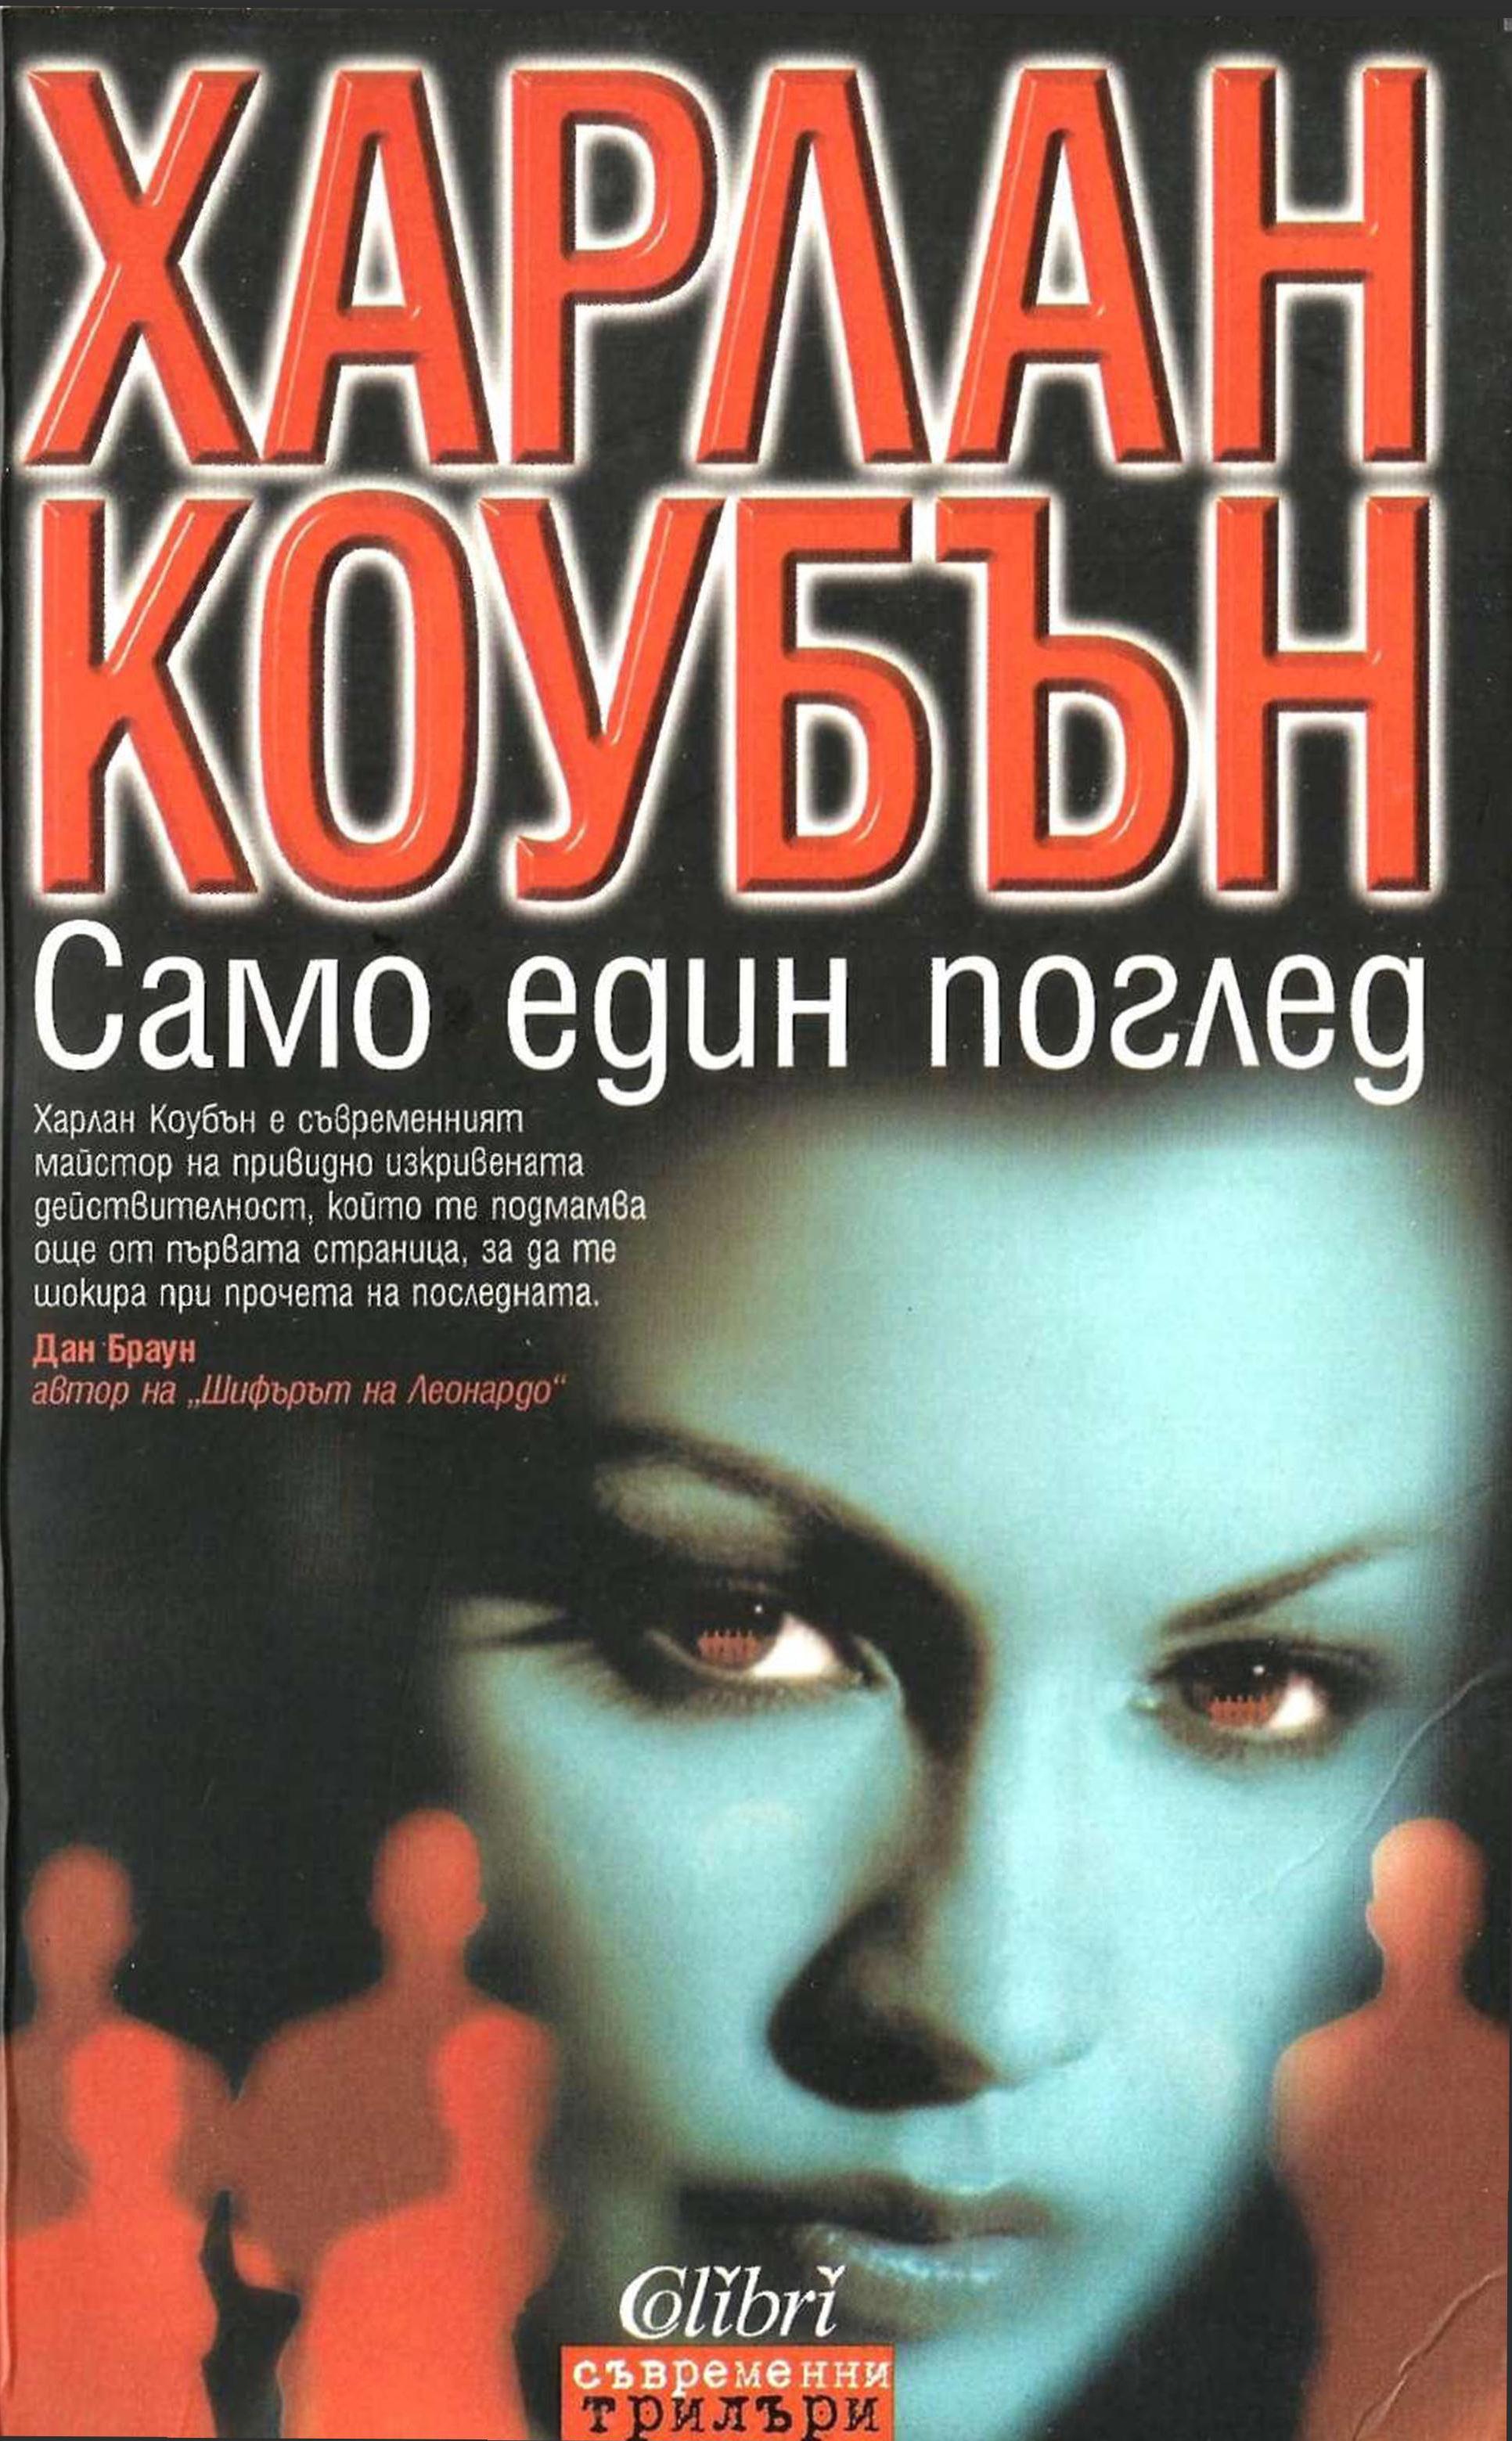 ХАРЛАН
КОУБЪН
Само един поглед
Харлан Коубън е съвременният
майстор на привидно изкривената
действителност, който те подмамва
още от първата страница, за да те
шокира при прочета на последната.
Дан Браун
автор на „Шифърът на Леонардо“
Colibri
съвременни
трилъри